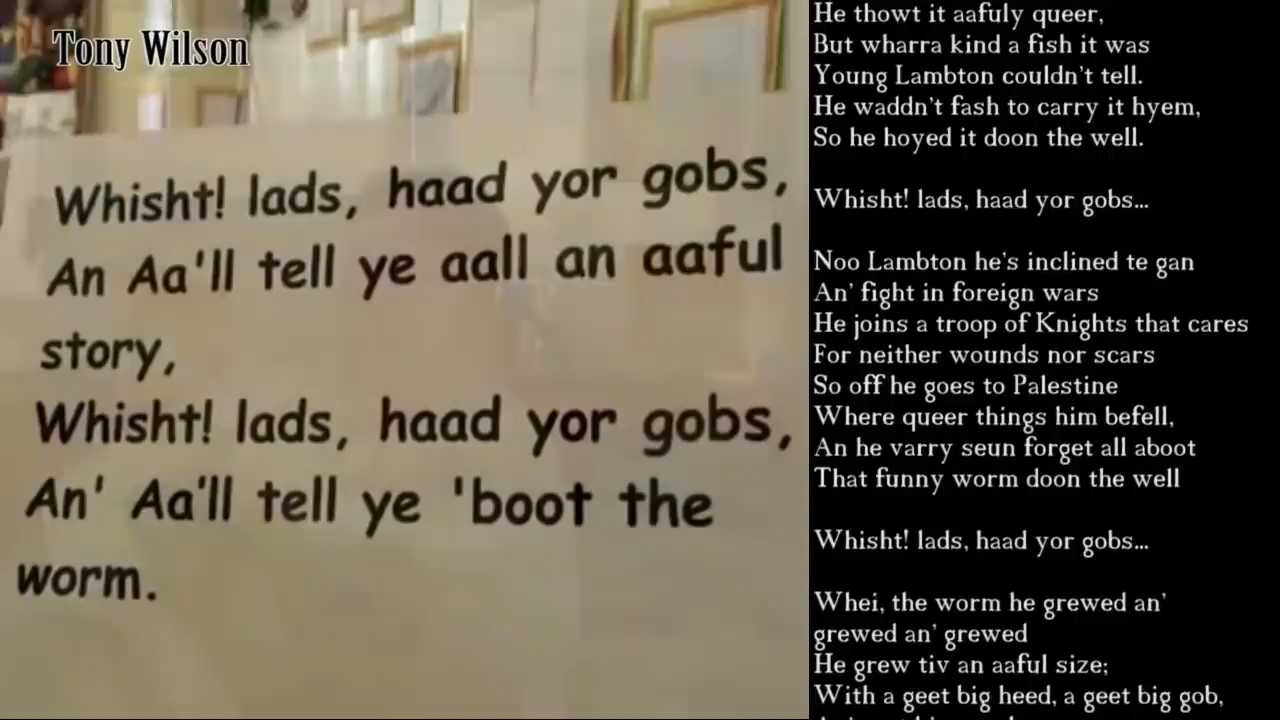 Tony Wilson
Whisht! lads, haad yor gobs,
An Aa'll tell ye aall an aaful
story,
Whisht! lads, haad yor gobs,
An' Aa'll tell ye 'boot the
worm.
He thowt it aafuly queer,
But wharra kind a fish it was
Young Lambton couldn't tell.
He waddn't fash to carry it hyem,
So he hoyed it doon the well.
Whisht! lads, haad yor gobs...
Noo Lambton he's inclined te gan
An' fight in foreign wars
He joins a troop of Knights that cares
For neither wounds nor scars
So off he goes to Palestine
Where queer things him befell,
An he varry seun forget all aboot
That funny worm doon the well
Whisht! lads, haad yor gobs...
Whei, the worm he grewed an'
grewed an' grewed
He grew tiv an aaful size;
With a geet big heed, a geet big gob,